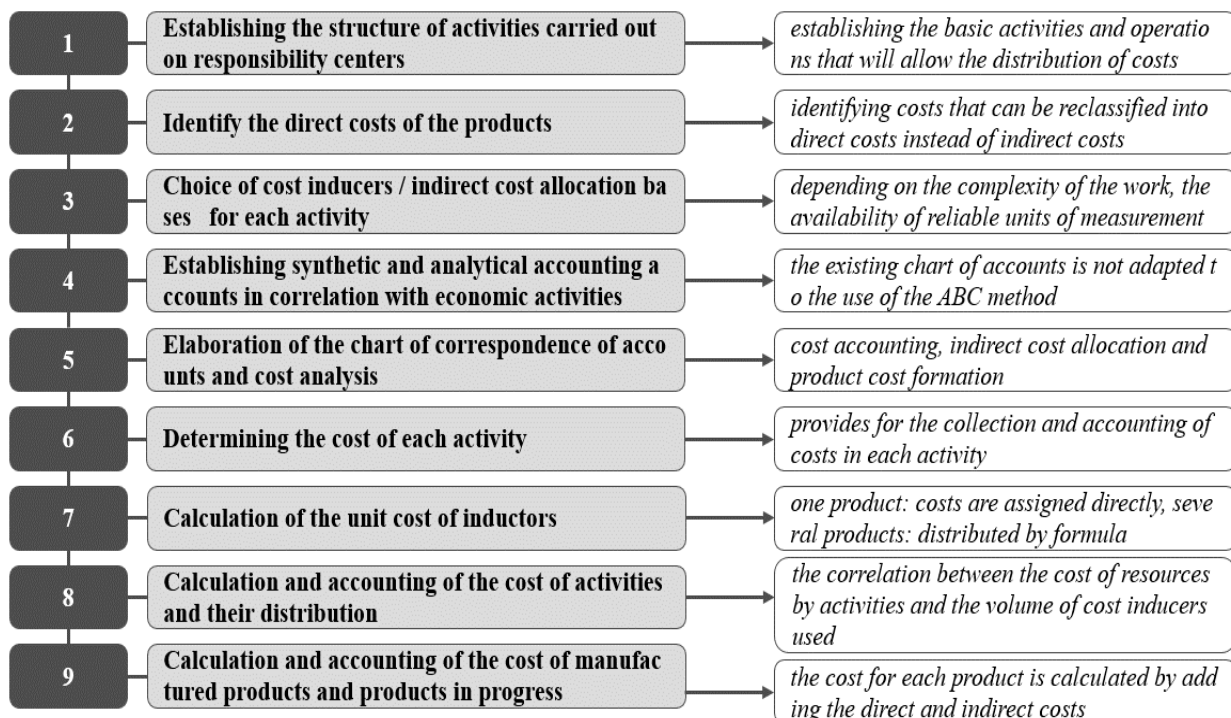 1
Establishing the structure of activities carried out
on responsibility centers
establishing the basic activities and operatio
ns that will allow the distribution of costs
2
Identify the direct costs of the products
identifying costs that can be reclassified into
direct costs instead of indirect costs
3
Choice of cost inducers / indirect cost allocation ba
ses for each activity
depending on the complexity of the work, the
availability of reliable units of measurement
4
Establishing synthetic and analytical accounting a
ccounts in correlation with economic activities
the existing chart of accounts is not adapted t
o the use of the ABC method
5
Elaboration of the chart of correspondence of acco
unts and cost analysis
cost accounting, indirect cost allocation and
product cost formation
6
Determining the cost of each activity
provides for the collection and accounting of
costs in each activity
7
Calculation of the unit cost of inductors
one product: costs are assigned directly, seve
ral products: distributed by formula
8
Calculation and accounting of the cost of activities
and their distribution
the correlation between the cost of resources
by activities and the volume of cost inducers
used
9
Calculation and accounting of the cost of manufac
tured products and products in progress
the cost for each product is calculated by add
ing the direct and indirect costs